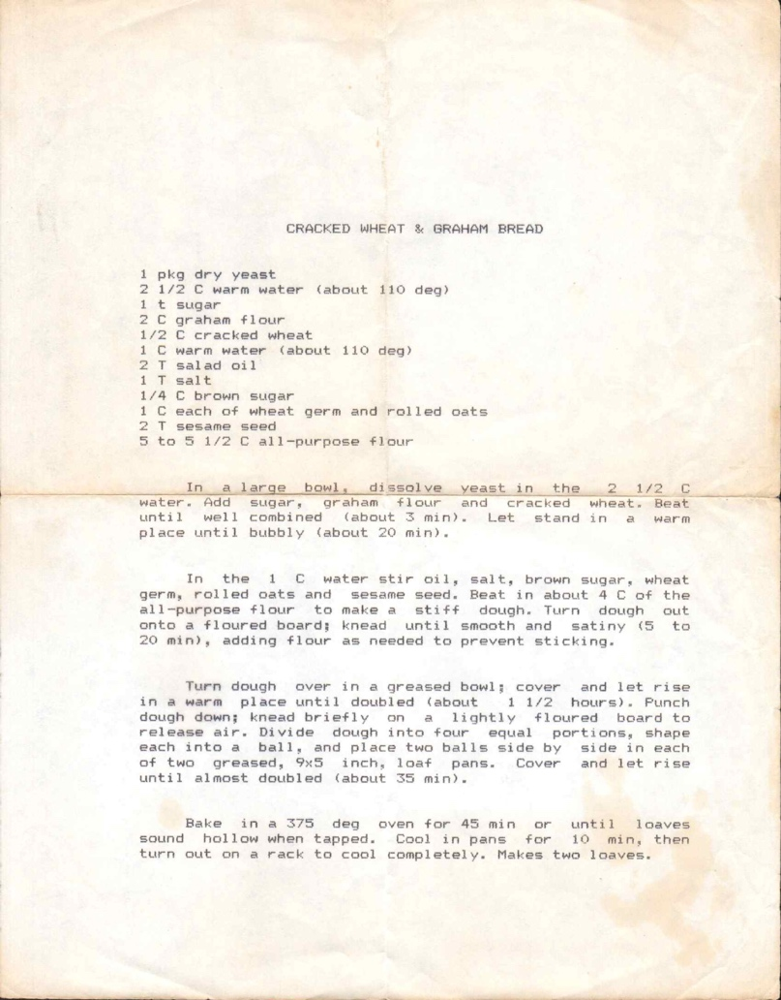 CRACKED WHEAT & GRAHAM BREAD
1 pkg dry yeast
2 1/2 C warm water (about 110 deg)
1 t sugar
2 C graham flour
1/2 C cracked wheat
1 C warm water (about 110 deg)
2 T salad oil
1 T salt
1/4 C brown sugar
1 C each of wheat germ and rolled oats
2 T sesame seed
5 to 5 1/2 C all-purpose flour
In a large bowl, dissolve yeast in the 2 1/2 C
water. Add sugar, graham flour and cracked wheat. Beat
until well combined (about 3 min). Let stand in a warm
place until bubbly (about 20 min).
In the 1 C water stir oil, salt, brown sugar, wheat
germ, rolled oats and sesame seed. Beat in about 4 C of the
all-purpose flour to make a stiff dough. Turn dough out
onto a floured board; knead until smooth and satiny (5 to
20 min), adding flour as needed to prevent sticking.
Turn dough over in a greased bowl; cover and let rise
in a warm place until doubled (about 1 1/2 hours). Punch
dough down; knead briefly on a lightly floured board to
release air. Divide dough into four equal portions, shape
each into a ball, and place two balls side by side in each
of two greased, 9x5 inch, loaf pans. Cover and let rise
until almost doubled (about 35 min).
Bake in a 375 deg oven for 45 min or until loaves
sound hollow when tapped. Cool in pans for 10 min, then
turn out on a rack to cool completely. Makes two loaves.